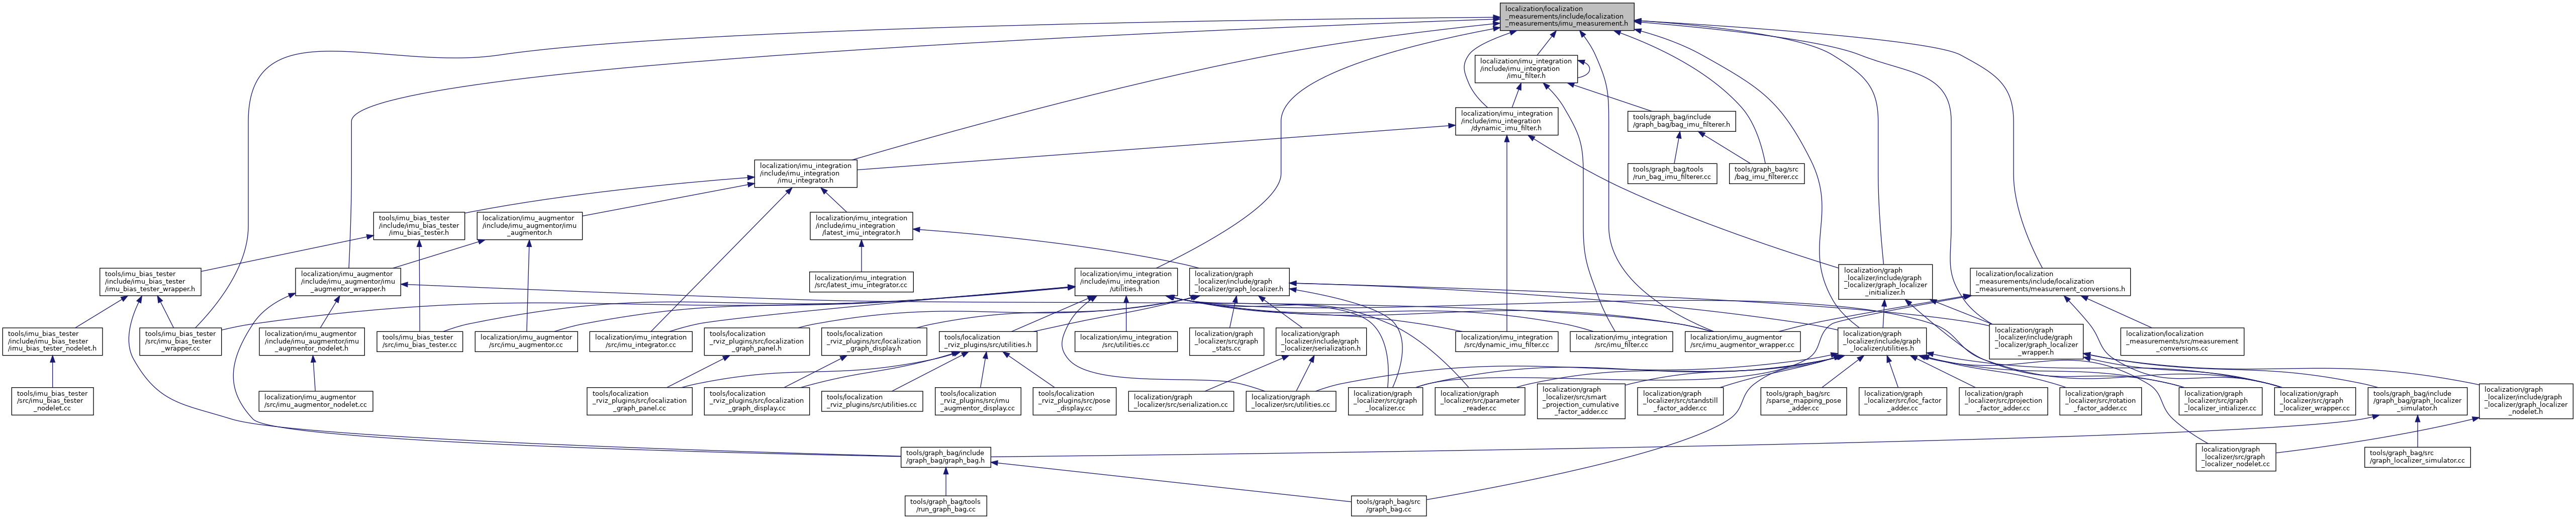 localization/localization
_measurements/include/localization
_measurements/imu_measurement.h
localization/imu_integration
/include/imu_integration
/imu_filter.h
localization/imu_integration
/include/imu_integration
/dynamic_imu_filter.h
tools/graph_bag/include
/graph_bag/bag_imu_filterer.h
localization/imu_integration
/include/imu_integration
/imu_integrator.h
tools/graph_bag/tools
/run_bag_imu_filterer.cc
tools/graph_bag/src
/bag_imu_filterer.cc
tools/imu_bias_tester
/include/imu_bias_tester
/imu_bias_tester.h
localization/imu_augmentor
/include/imu_augmentor/imu
_augmentor.h
localization/imu_integration
/include/imu_integration
/latest_imu_integrator.h
tools/imu_bias_tester
/include/imu_bias_tester
/imu_bias_tester_wrapper.h
localization/imu_augmentor
/include/imu_augmentor/imu
_augmentor_wrapper.h
localization/imu_integration
/src/latest_imu_integrator.cc
localization/imu_integration
/include/imu_integration
/utilities.h
localization/graph
_localizer/include/graph
_localizer/graph_localizer.h
localization/graph
_localizer/include/graph
_localizer/graph_localizer
_initializer.h
localization/localization
_measurements/include/localization
_measurements/measurement_conversions.h
tools/imu_bias_tester
/include/imu_bias_tester
/imu_bias_tester_nodelet.h
tools/imu_bias_tester
/src/imu_bias_tester
_wrapper.cc
localization/imu_augmentor
/include/imu_augmentor/imu
_augmentor_nodelet.h
tools/imu_bias_tester
/src/imu_bias_tester.cc
localization/imu_augmentor
/src/imu_augmentor.cc
localization/imu_integration
/src/imu_integrator.cc
tools/localization
_rviz_plugins/src/localization
_graph_panel.h
tools/localization
_rviz_plugins/src/localization
_graph_display.h
tools/localization
_rviz_plugins/src/utilities.h
localization/imu_integration
/src/utilities.cc
localization/graph
_localizer/src/graph
_stats.cc
localization/graph
_localizer/include/graph
_localizer/serialization.h
localization/imu_integration
/src/dynamic_imu_filter.cc
localization/imu_integration
/src/imu_filter.cc
localization/imu_augmentor
/src/imu_augmentor_wrapper.cc
localization/graph
_localizer/include/graph
_localizer/utilities.h
localization/graph
_localizer/include/graph
_localizer/graph_localizer
_wrapper.h
localization/localization
_measurements/src/measurement
_conversions.cc
tools/imu_bias_tester
/src/imu_bias_tester
_nodelet.cc
localization/imu_augmentor
/src/imu_augmentor_nodelet.cc
tools/localization
_rviz_plugins/src/localization
_graph_panel.cc
tools/localization
_rviz_plugins/src/localization
_graph_display.cc
tools/localization
_rviz_plugins/src/utilities.cc
tools/localization
_rviz_plugins/src/imu
_augmentor_display.cc
tools/localization
_rviz_plugins/src/pose
_display.cc
localization/graph
_localizer/src/serialization.cc
localization/graph
_localizer/src/utilities.cc
localization/graph
_localizer/src/graph
_localizer.cc
localization/graph
_localizer/src/parameter
_reader.cc
localization/graph
_localizer/src/smart
_projection_cumulative
_factor_adder.cc
localization/graph
_localizer/src/standstill
_factor_adder.cc
tools/graph_bag/src
/sparse_mapping_pose
_adder.cc
localization/graph
_localizer/src/loc_factor
_adder.cc
localization/graph
_localizer/src/projection
_factor_adder.cc
localization/graph
_localizer/src/rotation
_factor_adder.cc
localization/graph
_localizer/src/graph
_localizer_intializer.cc
localization/graph
_localizer/src/graph
_localizer_wrapper.cc
tools/graph_bag/include
/graph_bag/graph_localizer
_simulator.h
localization/graph
_localizer/include/graph
_localizer/graph_localizer
_nodelet.h
tools/graph_bag/include
/graph_bag/graph_bag.h
localization/graph
_localizer/src/graph
_localizer_nodelet.cc
tools/graph_bag/src
/graph_localizer_simulator.cc
tools/graph_bag/tools
/run_graph_bag.cc
tools/graph_bag/src
/graph_bag.cc